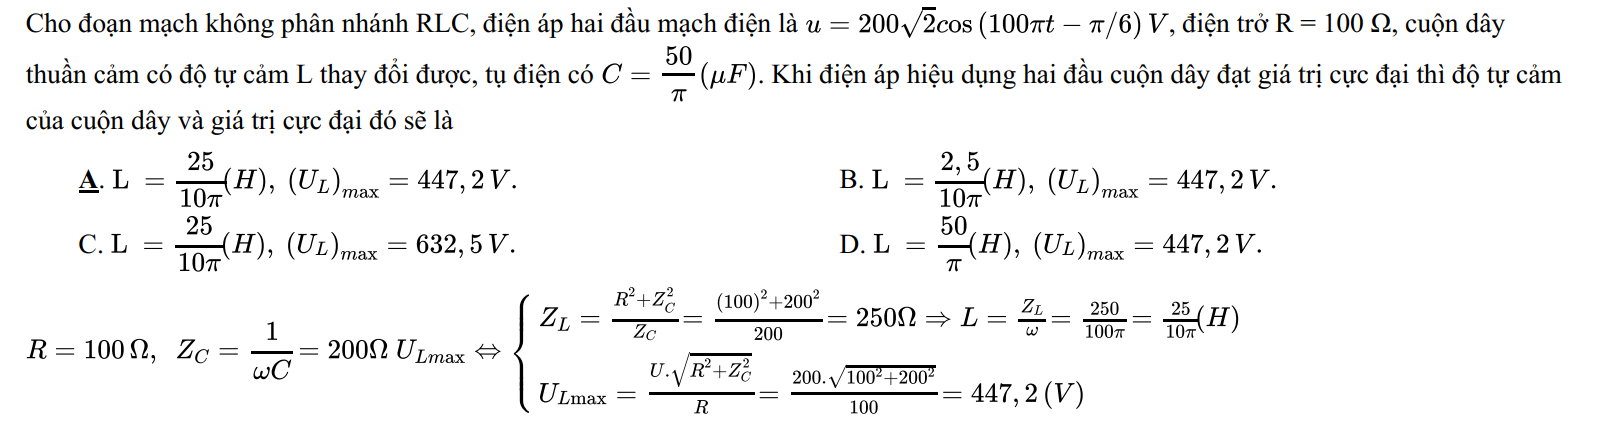 Cho đoạn mạch không phân nhánh RLC, điện áp hai đầu mạch điện là $u = 200\sqrt{2}cos\,(100\pi t - \pi/6)\,V$, điện trở R = 100 Ω, cuộn dây
thuần cảm có độ tự cảm L thay đổi được, tụ điện có $C = \dfrac{50}{\pi}(\mu F)$. Khi điện áp hiệu dụng hai đầu cuộn dây đạt giá trị cực đại thì độ tự cảm
của cuộn dây và giá trị cực đại đó sẽ là
A. L $= \dfrac{25}{10\pi}(H),\ (U_L)_{\max} = 447,2\,V.$
B. L $= \dfrac{2,5}{10\pi}(H),\ (U_L)_{\max} = 447,2\,V.$
C. L $= \dfrac{25}{10\pi}(H),\ (U_L)_{\max} = 632,5\,V.$
D. L $= \dfrac{50}{\pi}(H),\ (U_L)_{\max} = 447,2\,V.$
$R = 100\,\Omega,\ Z_C = \dfrac{1}{\omega C} = 200\Omega\ U_{Lmax} \Leftrightarrow \begin{cases} Z_L = \frac{R^2+Z_C^2}{Z_C} = \frac{(100)^2+200^2}{200} = 250\Omega \Rightarrow L = \frac{Z_L}{\omega} = \frac{250}{100\pi} = \frac{25}{10\pi}(H) \\ U_{L\max} = \frac{U.\sqrt{R^2+Z_C^2}}{R} = \frac{200.\sqrt{100^2+200^2}}{100} = 447,2\,(V) \end{cases}$